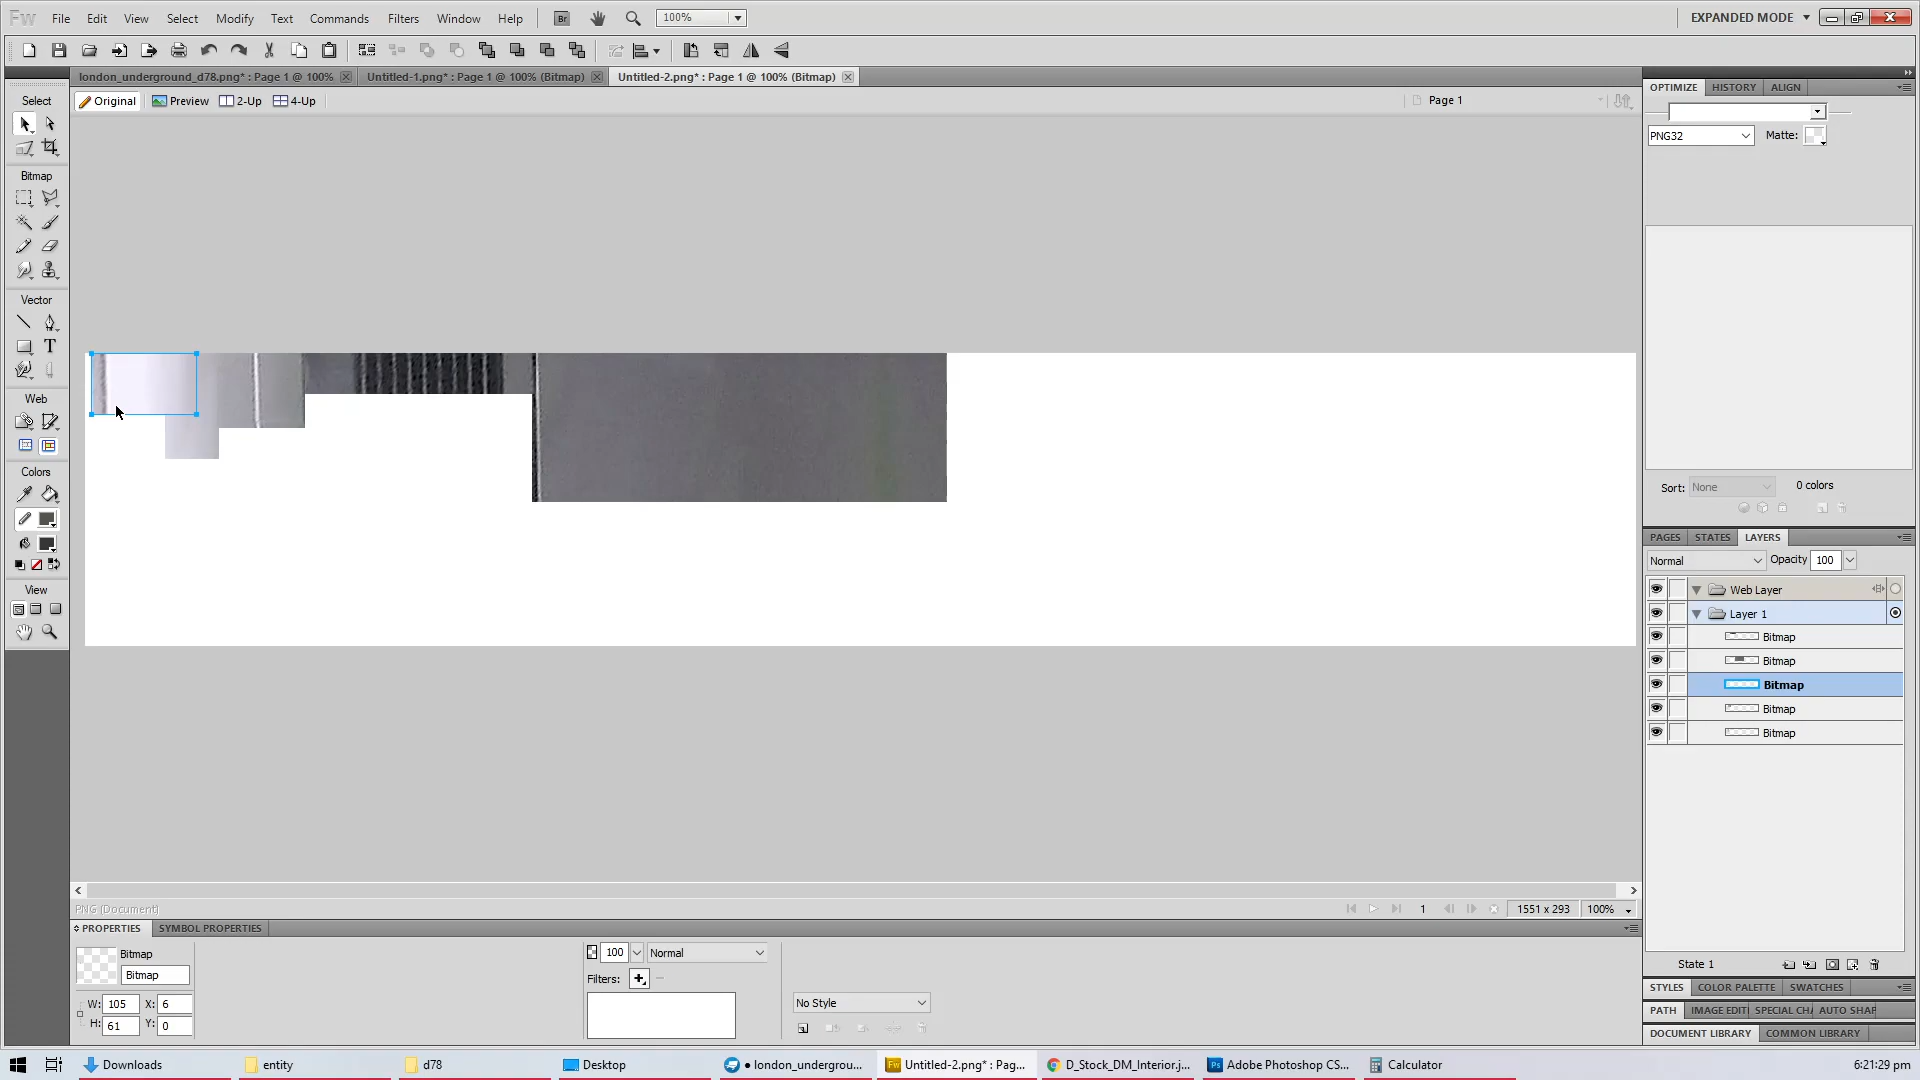 Fw File Edit View Select Modify Text Commands Filters Window Help Br 100% EXPANDED MODE
london_underground_d78.png* : Page 1 @ 100% Untitled-1.png* : Page 1 @ 100% (Bitmap) Untitled-2.png* : Page 1 @ 100% (Bitmap)
Original Preview 2-Up 4-Up Page 1
Select
Bitmap
Vector
T
Web
Colors
View
OPTIMIZE HISTORY ALIGN
PNG32 Matte:
Sort: None 0 colors
PAGES STATES LAYERS
Normal Opacity 100
Web Layer
Layer 1
Bitmap
Bitmap
Bitmap
Bitmap
Bitmap
State 1
STYLES COLOR PALETTE SWATCHES
PATH IMAGE EDITI SPECIAL CHA AUTO SHAP
DOCUMENT LIBRARY COMMON LIBRARY
PNG (Document) 1 1551 x 293 100%
PROPERTIES SYMBOL PROPERTIES
Bitmap 100 Normal
Bitmap Filters:
W: 105 X: 6 No Style
H: 61 Y: 0
Downloads entity d78 Desktop • london_undergrou... Fw Untitled-2.png* : Pag... D_Stock_DM_Interior.j... Ps Adobe Photoshop CS... Calculator 6:21:29 pm